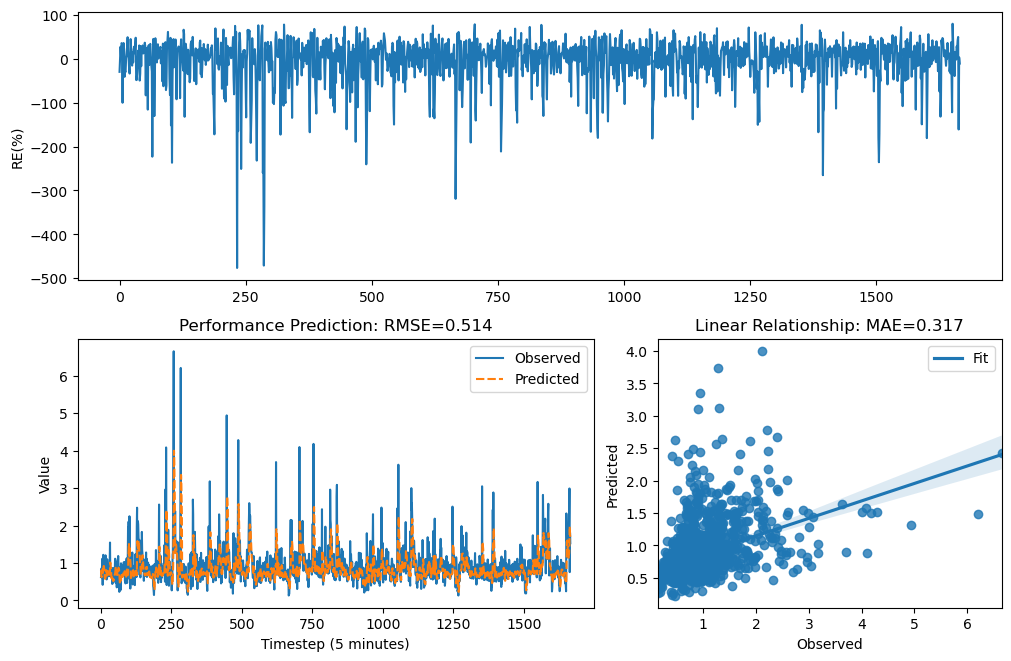 100
0
−100
−200
−300
−400
−500
RE(%)
0 250 500 750 1000 1250 1500
Performance Prediction: RMSE=0.514
Observed
Predicted
6
5
4
3
2
1
0
Value
0 250 500 750 1000 1250 1500
Timestep (5 minutes)
Linear Relationship: MAE=0.317
Fit
4.0
3.5
3.0
2.5
2.0
1.5
1.0
0.5
Predicted
1 2 3 4 5 6
Observed